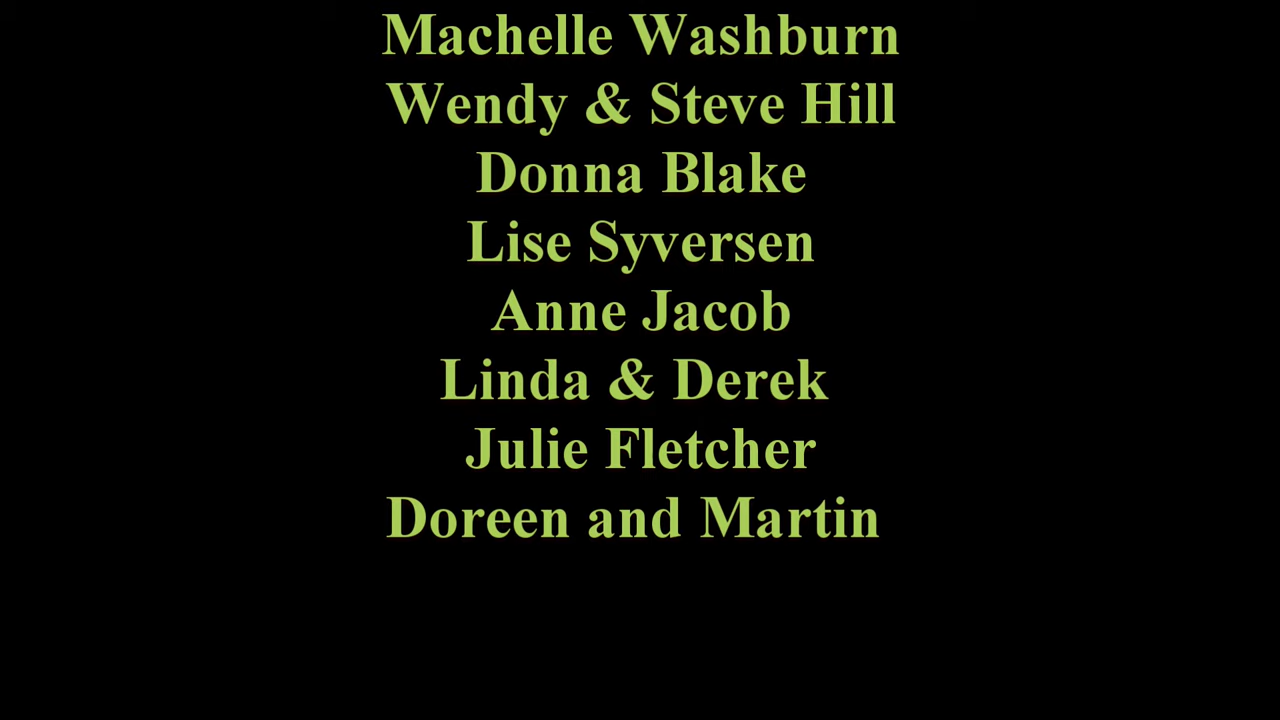 Machelle Washburn
Wendy & Steve Hill
Donna Blake
Lise Syversen
Anne Jacob
Linda & Derek
Julie Fletcher
Doreen and Martin